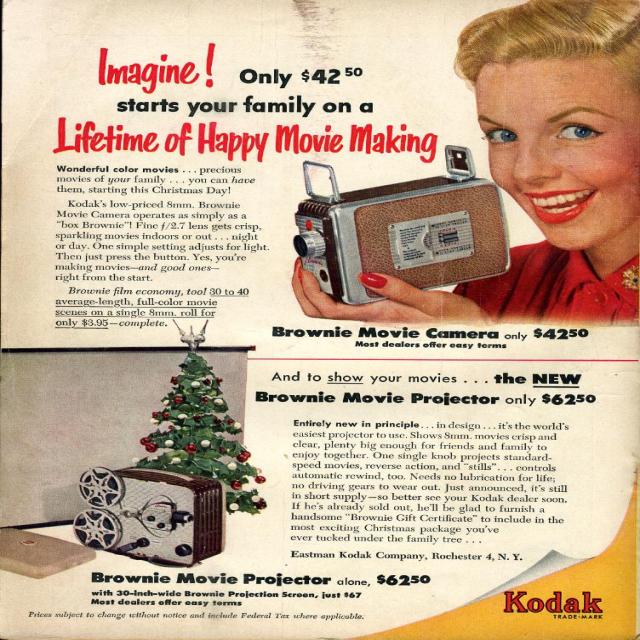 Imagine! Only $42 50
starts your family on a
Lifetime of Happy Movie Making
Wonderful color movies . . . precious
movies of your family . . . you can have
them, starting this Christmas Day!
Kodak's low-priced 8mm. Brownie
Movie Camera operates as simply as a
"box Brownie"! Fine f/2.7 lens gets crisp,
sparkling movies indoors or out . . . night
or day. One simple setting adjusts for light.
Then just press the button. Yes, you're
making movies—and good ones—
right from the start.
Brownie film economy, too! 30 to 40
average-length, full-color movie
scenes on a single 8mm. roll for
only $3.95—complete.
Brownie Movie Camera only $4250
Most dealers offer easy terms
And to show your movies . . . the NEW
Brownie Movie Projector only $6250
Entirely new in principle . . . in design . . . it's the world's
easiest projector to use. Shows 8mm. movies crisp and
clear, plenty big enough for friends and family to
enjoy together. One single knob projects standard-
speed movies, reverse action, and "stills" . . . controls
automatic rewind, too. Needs no lubrication for life;
no driving gears to wear out. Just announced, it's still
in short supply—so better see your Kodak dealer soon.
If he's already sold out, he'll be glad to furnish a
handsome "Brownie Gift Certificate" to include in the
most exciting Christmas package you've
ever tucked under the family tree . . .
Eastman Kodak Company, Rochester 4, N. Y.
Brownie Movie Projector alone, $6250
with 30-inch-wide Brownie Projection Screen, just $67
Most dealers offer easy terms
Prices subject to change without notice and include Federal Tax where applicable.
Kodak
TRADE-MARK